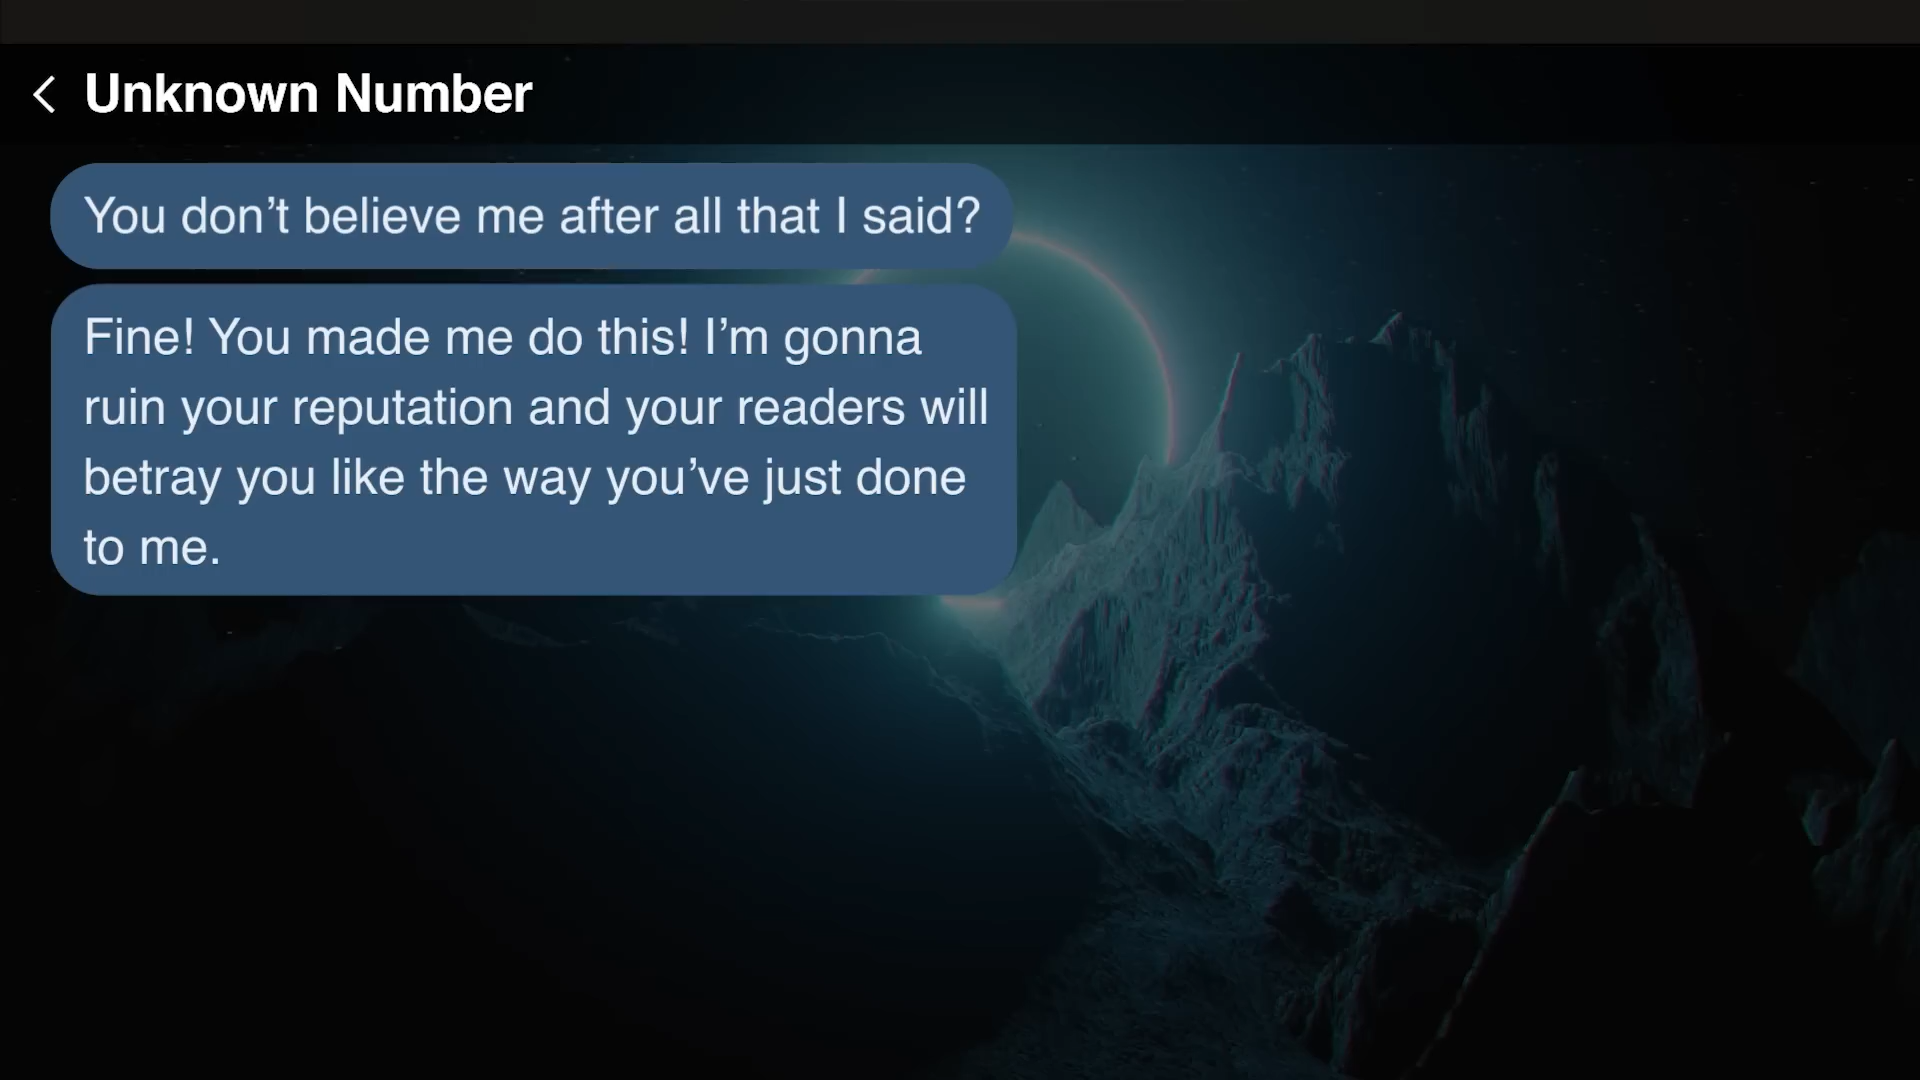 Unknown Number
You don’t believe me after all that I said?
Fine! You made me do this! I’m gonna
ruin your reputation and your readers will
betray you like the way you’ve just done
to me.